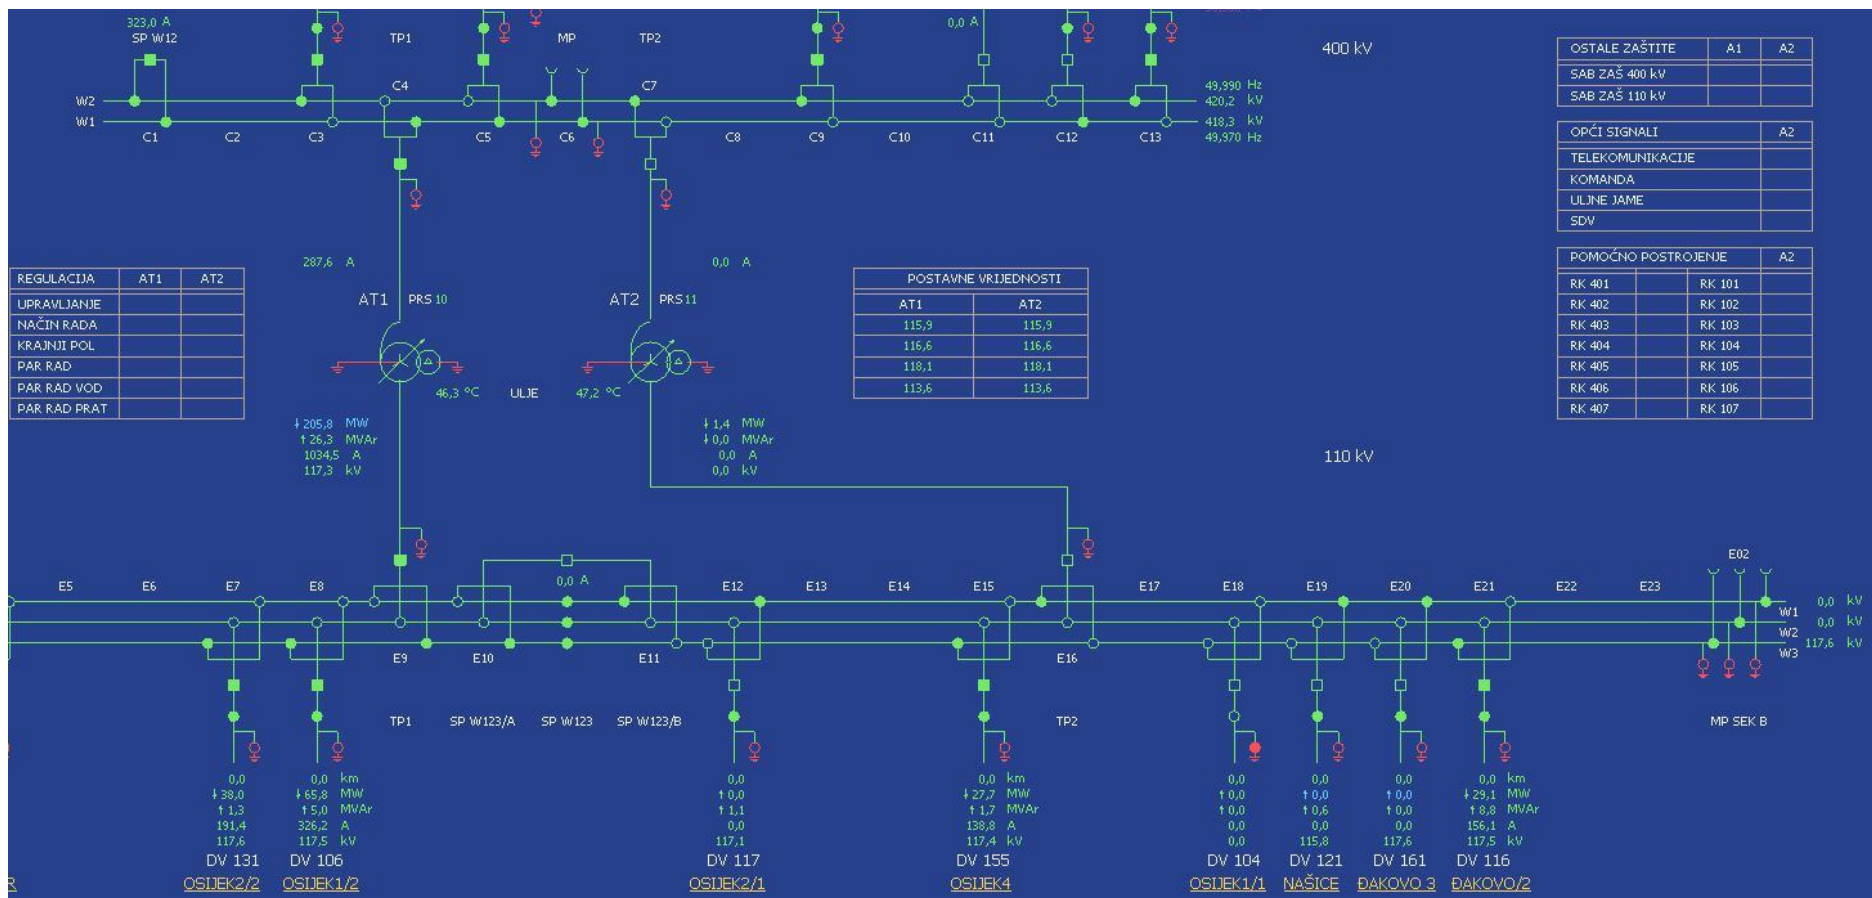 323,0 A
SP W12
TP1
MP
TP2
0,0 A
400 kV
C4
C7
W2
W1
49,990 Hz
420,2 kV
418,3 kV
49,970 Hz
C1 C2 C3 C5 C6 C8 C9 C10 C11 C12 C13
OSTALE ZAŠTITE A1 A2
SAB ZAŠ 400 kV
SAB ZAŠ 110 kV
OPĆI SIGNALI A2
TELEKOMUNIKACIJE
KOMANDA
ULJNE JAME
SDV
POMOĆNO POSTROJENJE A2
RK 401 RK 101
RK 402 RK 102
RK 403 RK 103
RK 404 RK 104
RK 405 RK 105
RK 406 RK 106
RK 407 RK 107
REGULACIJA AT1 AT2
UPRAVLJANJE
NAČIN RADA
KRAJNJI POL
PAR RAD
PAR RAD VOD
PAR RAD PRAT
287,6 A
AT1 PRS 10
0,0 A
AT2 PRS 11
46,3 °C ULJE 47,2 °C
POSTAVNE VRIJEDNOSTI
AT1 AT2
115,9 115,9
116,6 116,6
118,1 118,1
113,6 113,6
↓205,8 MW
↑26,3 MVAr
1034,5 A
117,3 kV
↓1,4 MW
↓0,0 MVAr
0,0 A
0,0 kV
110 kV
E02
E5 E6 E7 E8 0,0 A E12 E13 E14 E15 E17 E18 E19 E20 E21 E22 E23
W1 0,0 kV
W2 0,0 kV
W3 117,6 kV
E9 E10 E11 E16
TP1 SP W123/A SP W123 SP W123/B TP2 MP SEK B
0,0 0,0 km 0,0 0,0 km 0,0 0,0 0,0 0,0 km
↓38,0 ↓65,8 MW ↑0,0 ↓27,7 MW ↑0,0 ↑0,0 ↑0,0 ↓29,1 MW
↑1,3 ↑5,0 MVAr ↑1,1 ↑1,7 MVAr ↑0,0 ↑0,6 ↑0,0 ↑8,8 MVAr
191,4 326,2 A 0,0 138,8 A 0,0 0,0 0,0 156,1 A
117,6 117,5 kV 117,1 117,4 kV 0,0 115,8 117,6 117,5 kV
DV 131 DV 106 DV 117 DV 155 DV 104 DV 121 DV 161 DV 116
R OSIJEK2/2 OSIJEK1/2 OSIJEK2/1 OSIJEK4 OSIJEK1/1 NAŠICE ĐAKOVO 3 ĐAKOVO/2